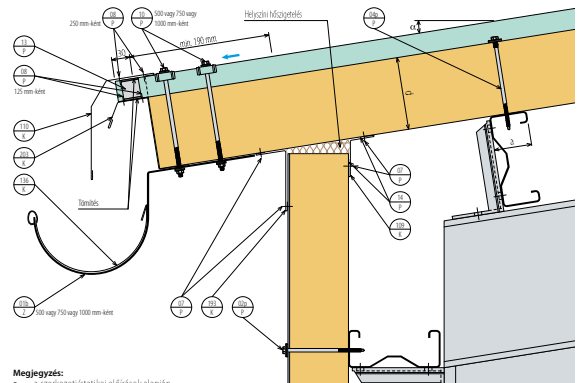 08
P
250 mm-ként
10
P
500 vagy 750 vagy
1000 mm-ként
Helyszíni hőszigetelés
04p
P
α
13
P
30
min. 190 mm
08
P
125 mm-ként
d
110
K
203
K
a
136
K
Tömítés
07
P
14
P
109
K
01b
Z
500 vagy 750 vagy 1000 mm-ként
07
P
193
K
02p
P
Megjegyzés: